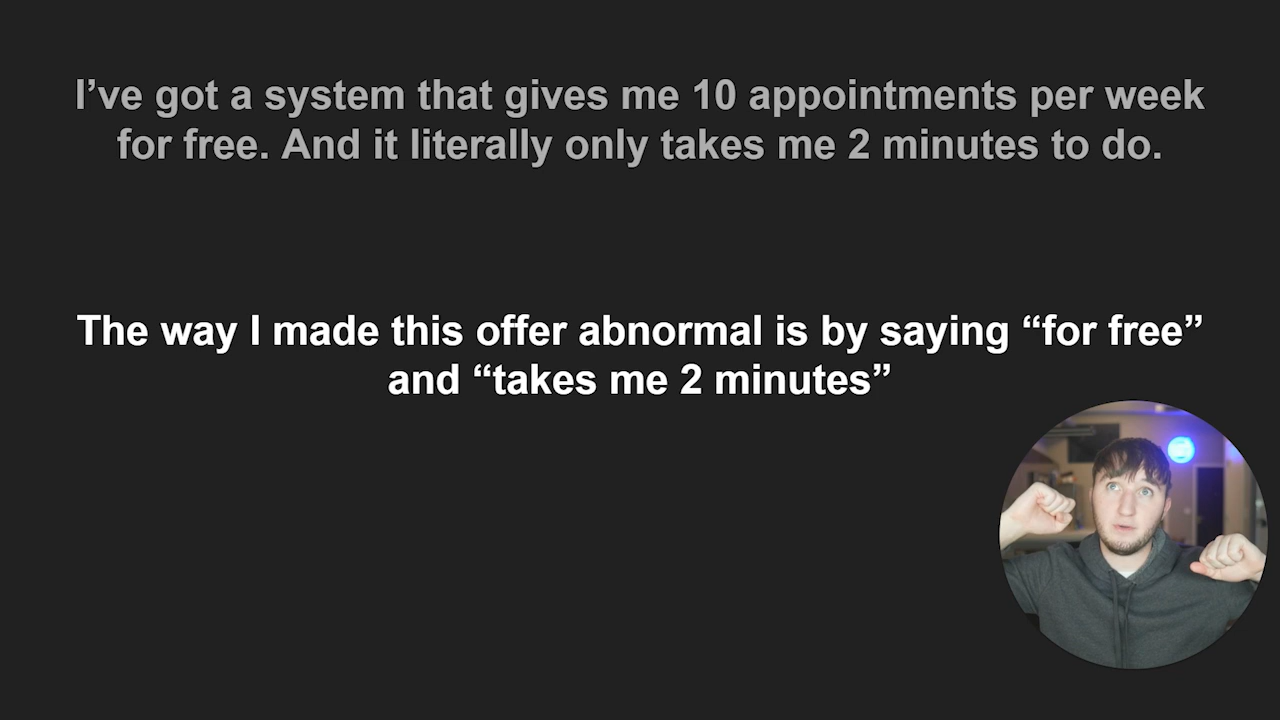 I’ve got a system that gives me 10 appointments per week
for free. And it literally only takes me 2 minutes to do.
The way I made this offer abnormal is by saying “for free”
and “takes me 2 minutes”